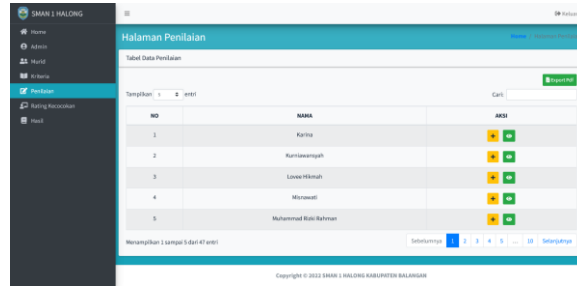 SMAN 1 HALONG
Keluar
Home
Admin
Murid
Kriteria
Penilaian
Rating Kecocokan
Hasil
Halaman Penilaian
Home /
Tabel Data Penilaian
Export Pdf
Tampilkan 5 entri
Cari:
NO NAMA AKSI
1 Karina
2 Kurniawansyah
3 Lovee Hikmah
4 Misnawati
5 Muhammad Rizki Rahman
Menampilkan 1 sampai 5 dari 47 entri
Sebelumnya 1 2 3 4 5 ... 10 Selanjutnya
Copyright © 2022 SMAN 1 HALONG KABUPATEN BALANGAN